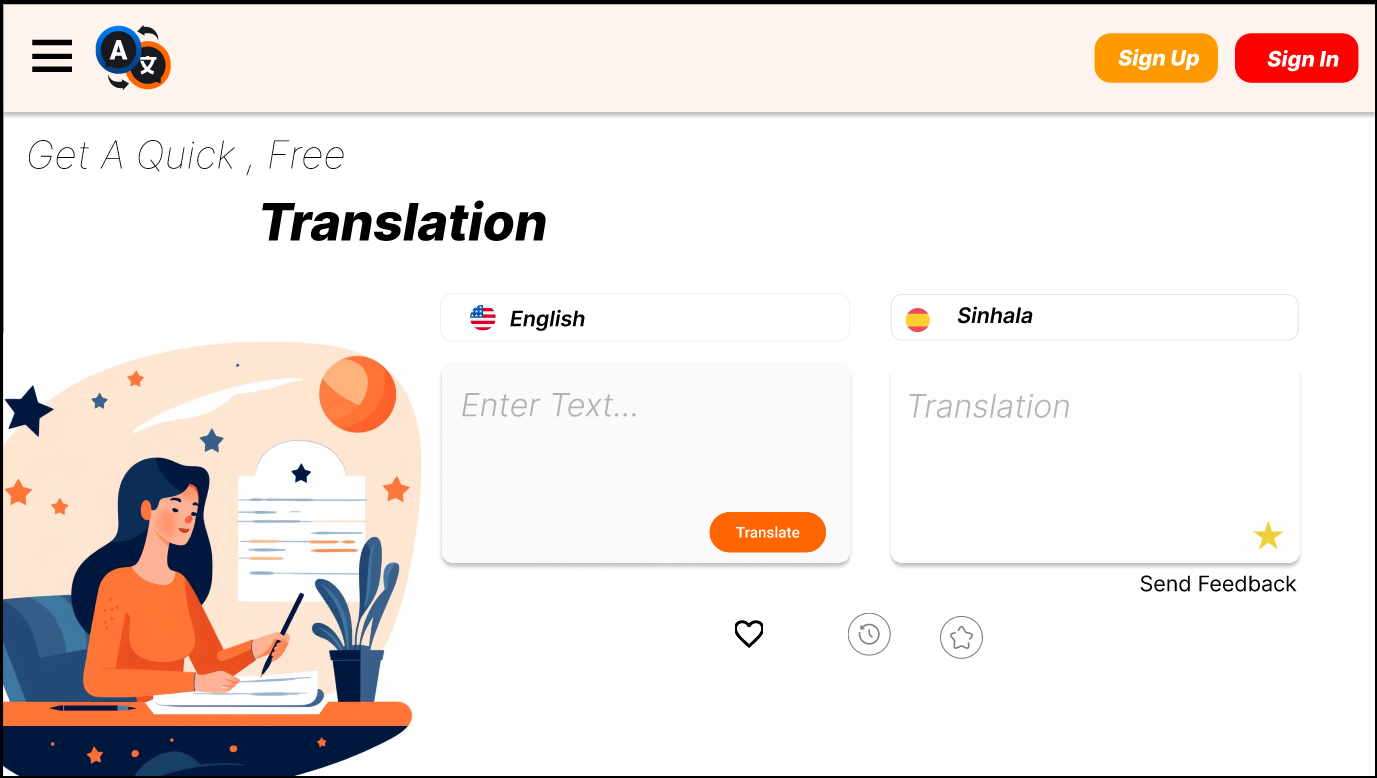 A 文
Sign Up
Sign In
Get A Quick , Free
Translation
English
Sinhala
Enter Text...
Translation
Translate
Send Feedback